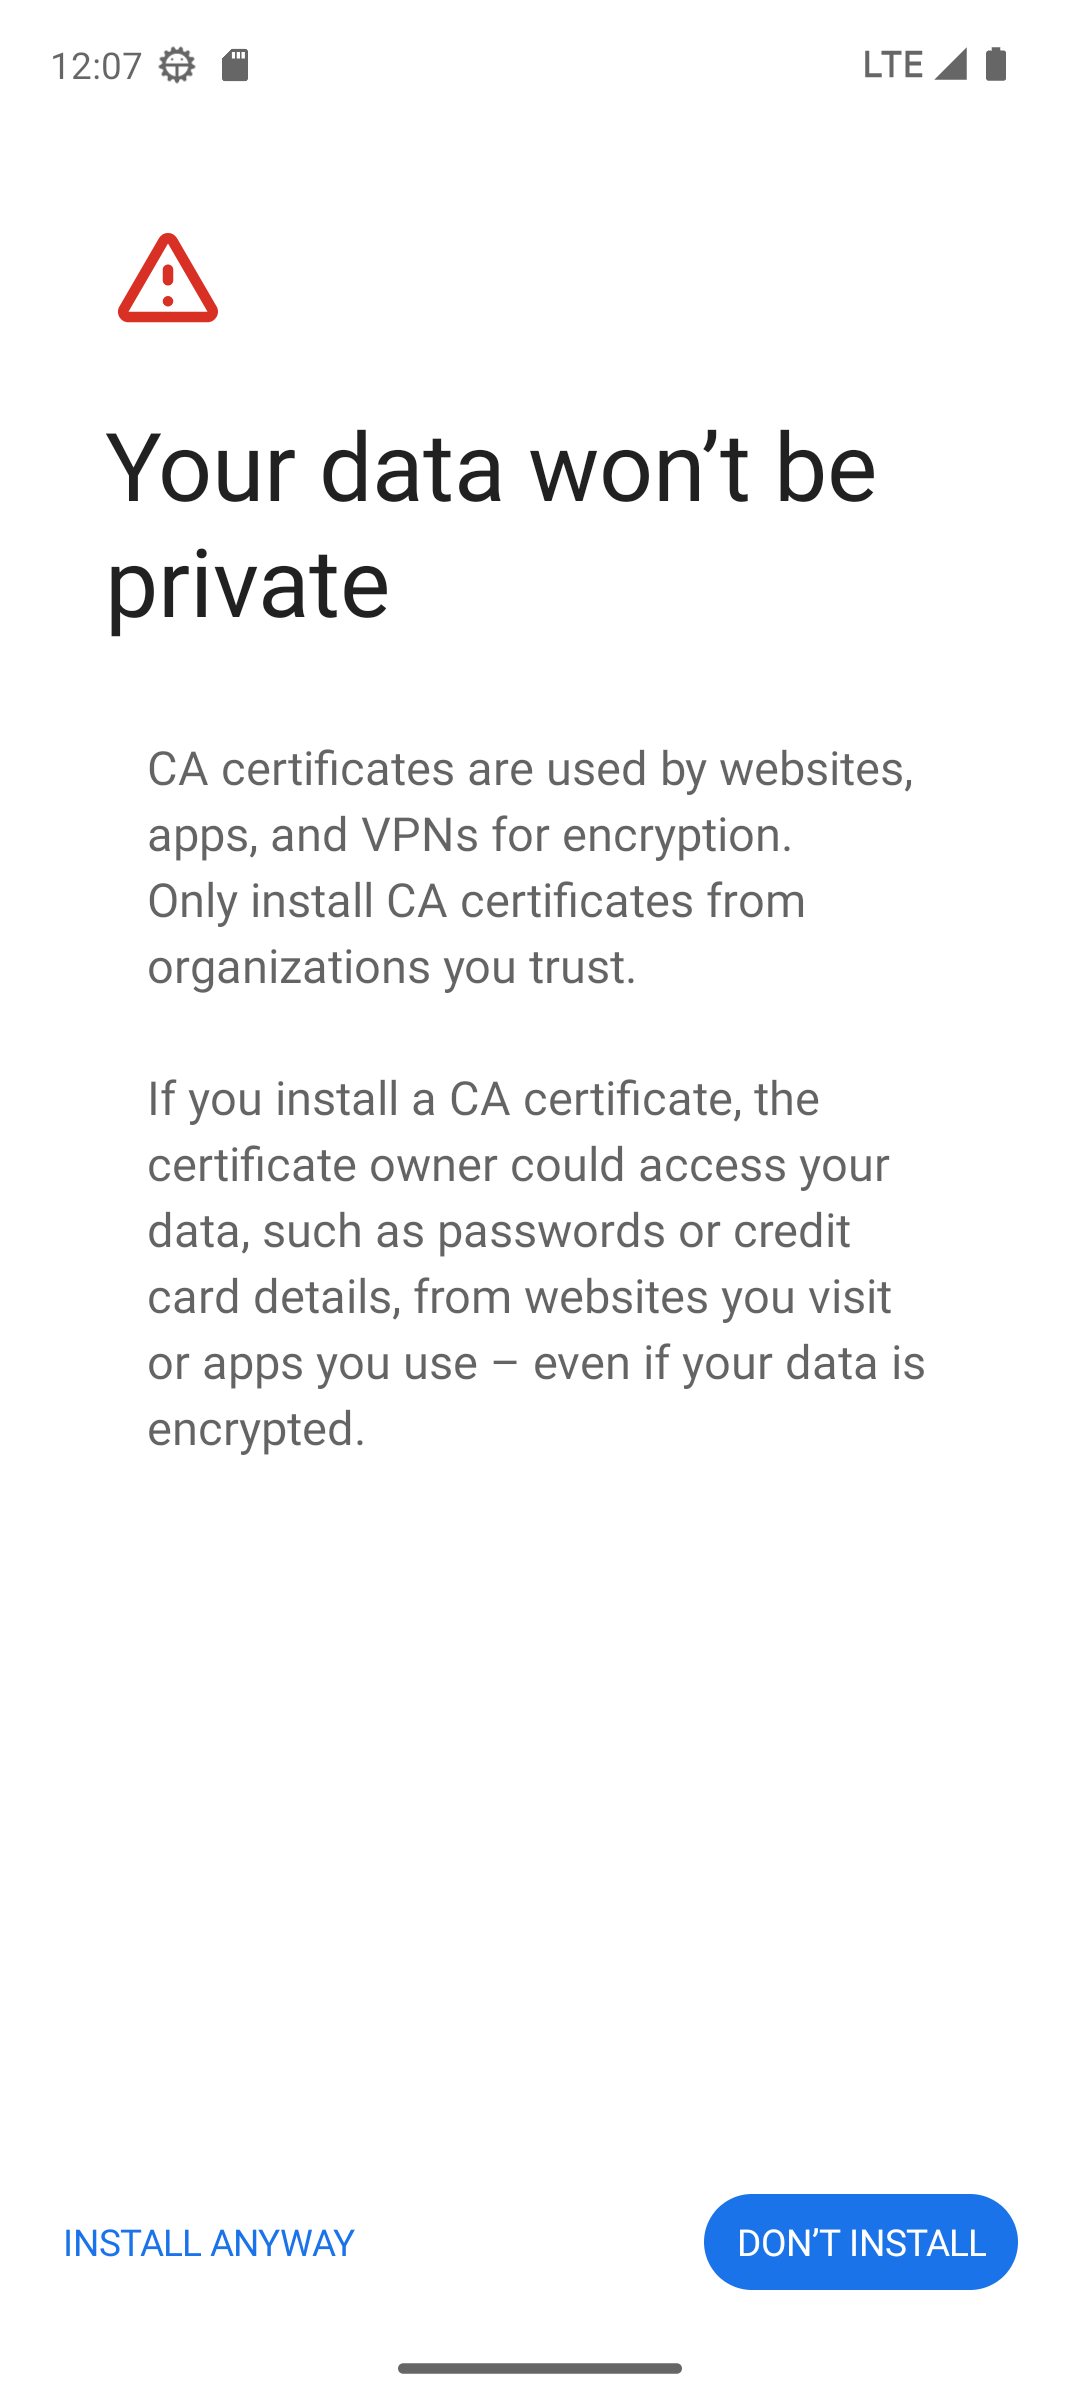 12:07
LTE
Your data won’t be
private
CA certificates are used by websites,
apps, and VPNs for encryption.
Only install CA certificates from
organizations you trust.
If you install a CA certificate, the
certificate owner could access your
data, such as passwords or credit
card details, from websites you visit
or apps you use – even if your data is
encrypted.
INSTALL ANYWAY
DON’T INSTALL